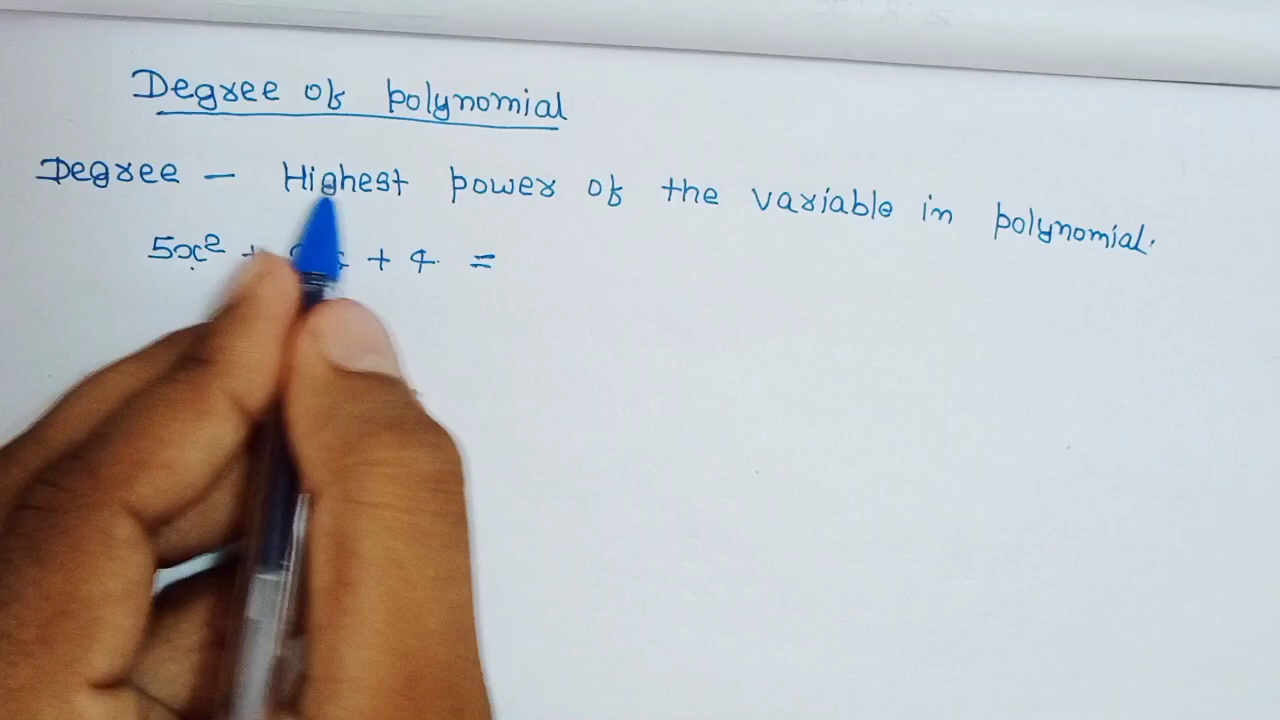 Degree of polynomial
Degree - Highest power of the variable in polynomial.
5x² + + 4 =